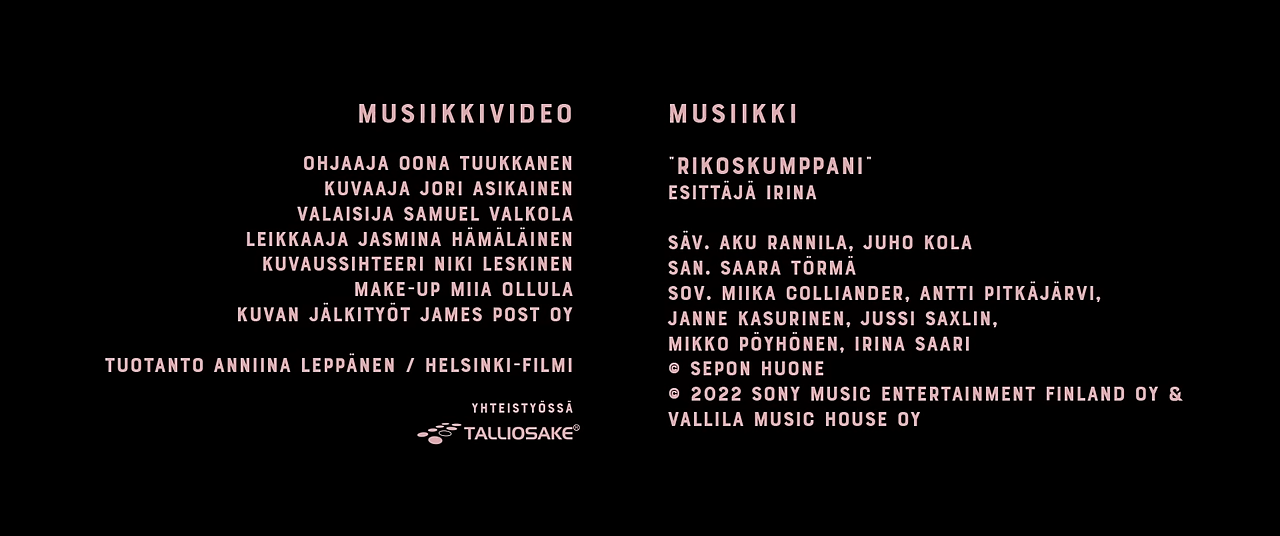 MUSIIKKIVIDEO
OHJAAJA OONA TUUKKANEN
KUVAAJA JORI ASIKAINEN
VALAISIJA SAMUEL VALKOLA
LEIKKAAJA JASMINA HÄMÄLÄINEN
KUVAUSSIHTEERI NIKI LESKINEN
MAKE-UP MIIA OLLULA
KUVAN JÄLKITYÖT JAMES POST OY
TUOTANTO ANNIINA LEPPÄNEN / HELSINKI-FILMI
YHTEISTYÖSSÄ
TALLIOSAKE®
MUSIIKKI
"RIKOSKUMPPANI"
ESITTÄJÄ IRINA
SÄV. AKU RANNILA, JUHO KOLA
SAN. SAARA TÖRMÄ
SOV. MIIKA COLLIANDER, ANTTI PITKÄJÄRVI,
JANNE KASURINEN, JUSSI SAXLIN,
MIKKO PÖYHÖNEN, IRINA SAARI
© SEPON HUONE
© 2022 SONY MUSIC ENTERTAINMENT FINLAND OY &
VALLILA MUSIC HOUSE OY